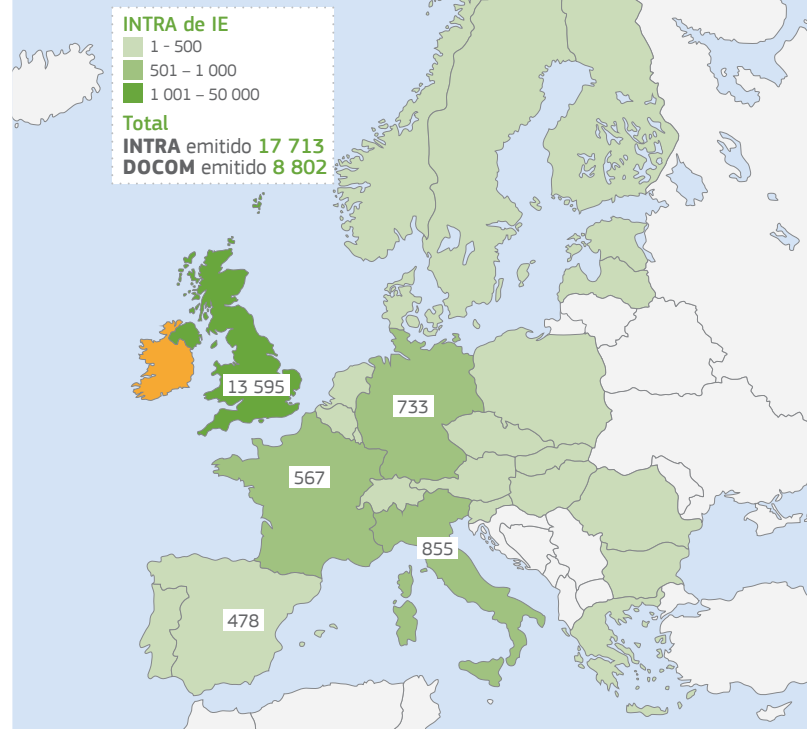 INTRA de IE
1 - 500
501 – 1 000
1 001 – 50 000
Total
INTRA emitido 17 713
DOCOM emitido 8 802
13 595
733
567
855
478